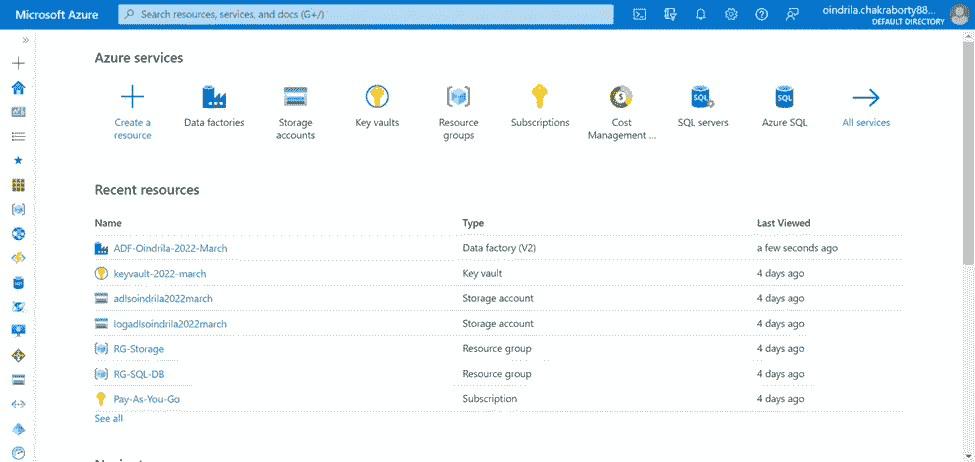 Microsoft Azure
Search resources, services, and docs (G+/)
oindrila.chakraborty88...
DEFAULT DIRECTORY
Azure services
Create a resource
Data factories
Storage accounts
Key vaults
Resource groups
Subscriptions
Cost Management ...
SQL servers
Azure SQL
All services
Recent resources
Name Type Last Viewed
ADF-Oindrila-2022-March Data factory (V2) a few seconds ago
keyvault-2022-march Key vault 4 days ago
adlsoindrila2022march Storage account 4 days ago
logadlsoindrila2022march Storage account 4 days ago
RG-Storage Resource group 4 days ago
RG-SQL-DB Resource group 4 days ago
Pay-As-You-Go Subscription 4 days ago
See all